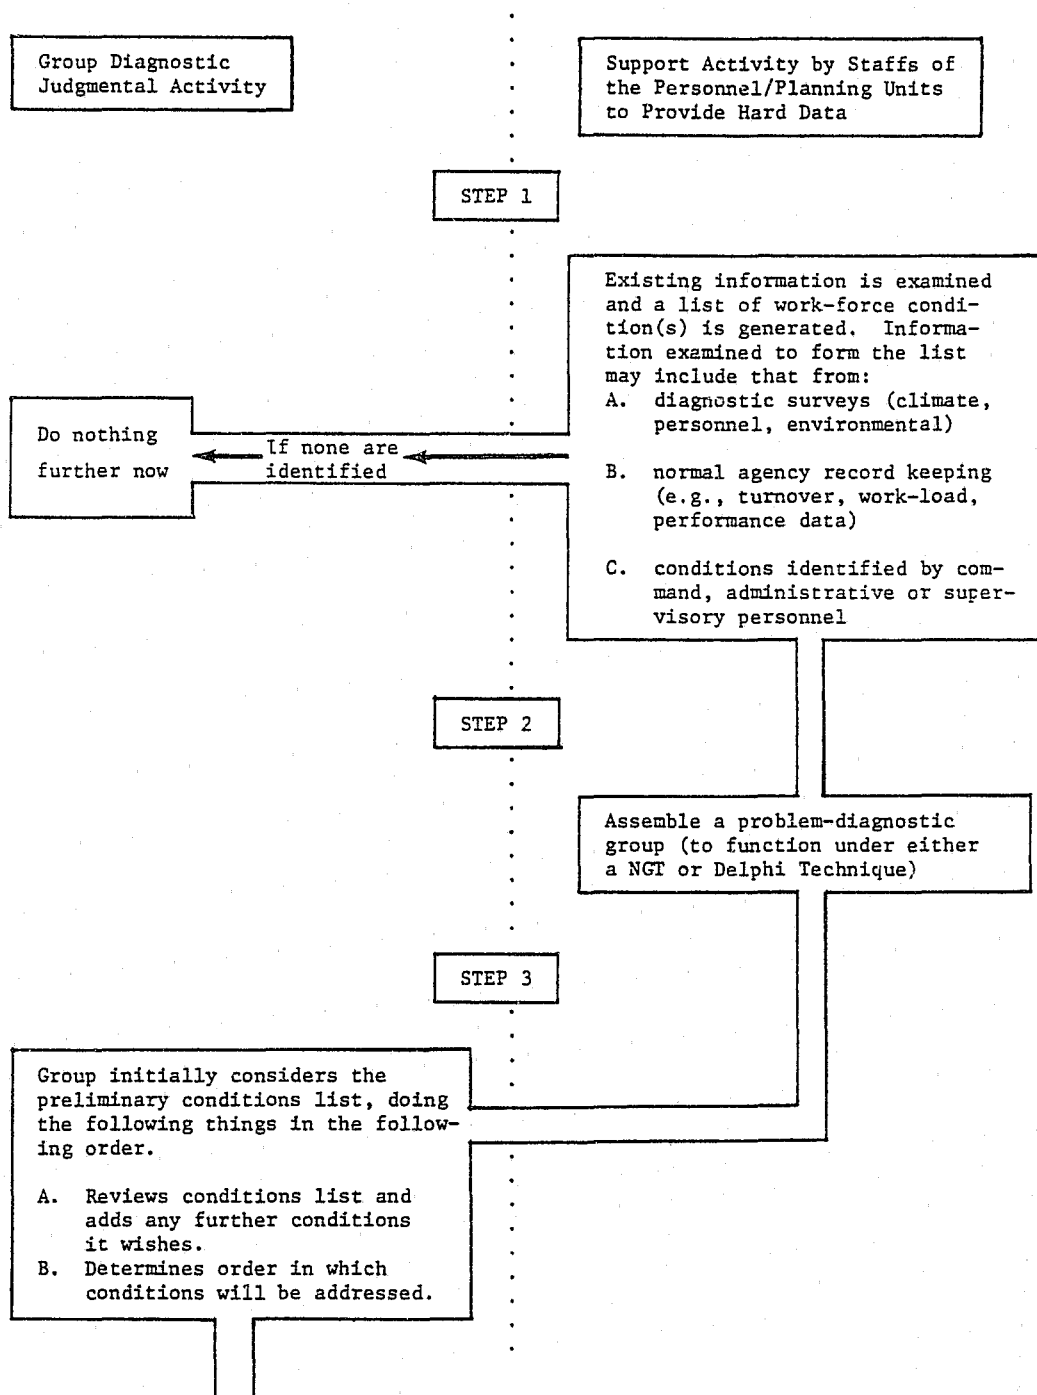 Group Diagnostic
Judgmental Activity
Support Activity by Staffs of
the Personnel/Planning Units
to Provide Hard Data
STEP 1
Existing information is examined
and a list of work-force condi-
tion(s) is generated. Informa-
tion examined to form the list
may include that from:
A. diagnostic surveys (climate,
personnel, environmental)
B. normal agency record keeping
(e.g., turnover, work-load,
performance data)
C. conditions identified by com-
mand, administrative or super-
visory personnel
If none are
identified
Do nothing
further now
STEP 2
Assemble a problem-diagnostic
group (to function under either
a NGT or Delphi Technique)
STEP 3
Group initially considers the
preliminary conditions list, doing
the following things in the follow-
ing order.
A. Reviews conditions list and
adds any further conditions
it wishes.
B. Determines order in which
conditions will be addressed.